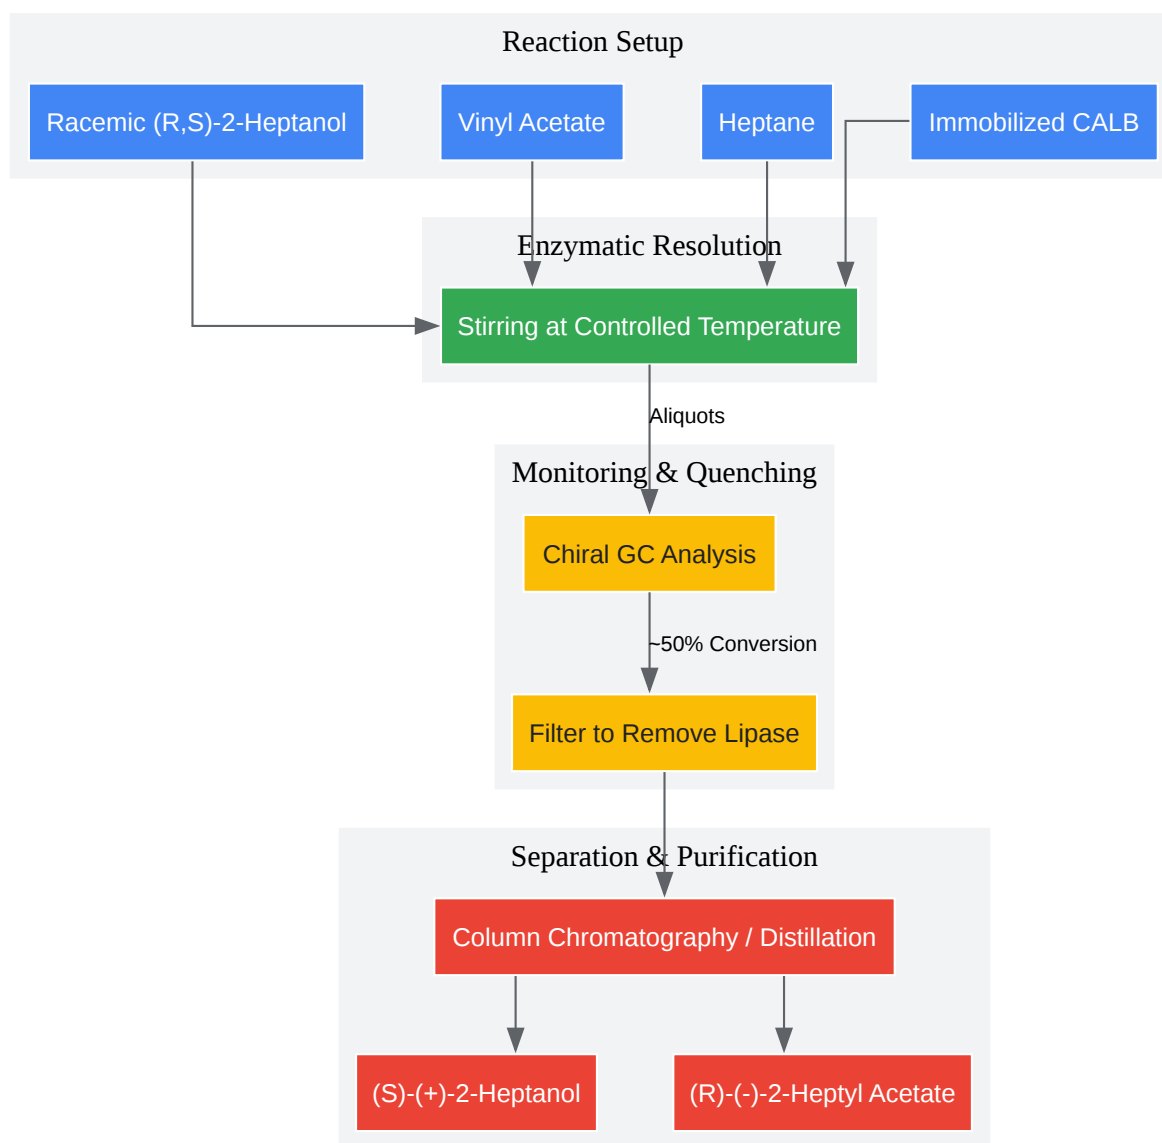 Reaction Setup
Racemic (R,S)-2-Heptanol
Vinyl Acetate
Heptane
Immobilized CALB
Enzymatic Resolution
Stirring at Controlled Temperature
Aliquots
Monitoring & Quenching
Chiral GC Analysis
~50% Conversion
Filter to Remove Lipase
Separation & Purification
Column Chromatography / Distillation
(S)-(+)-2-Heptanol
(R)-(-)-2-Heptyl Acetate